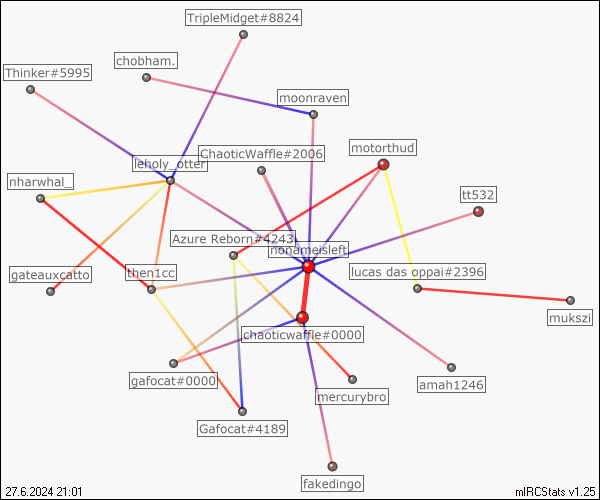 TripleMidget#8824
chobham.
Thinker#5995
moonraven
motorthud
ChaoticWaffle#2006
leholy_otter
nharwhal_
tt532
Azure Reborn#4243
nonameisleft
gateauxcatto
then1cc
lucas das oppai#2396
mukszi
chaoticwaffle#0000
gafocat#0000
amah1246
mercurybro
Gafocat#4189
fakedingo
27.6.2024 21:01
mIRCStats v1.25